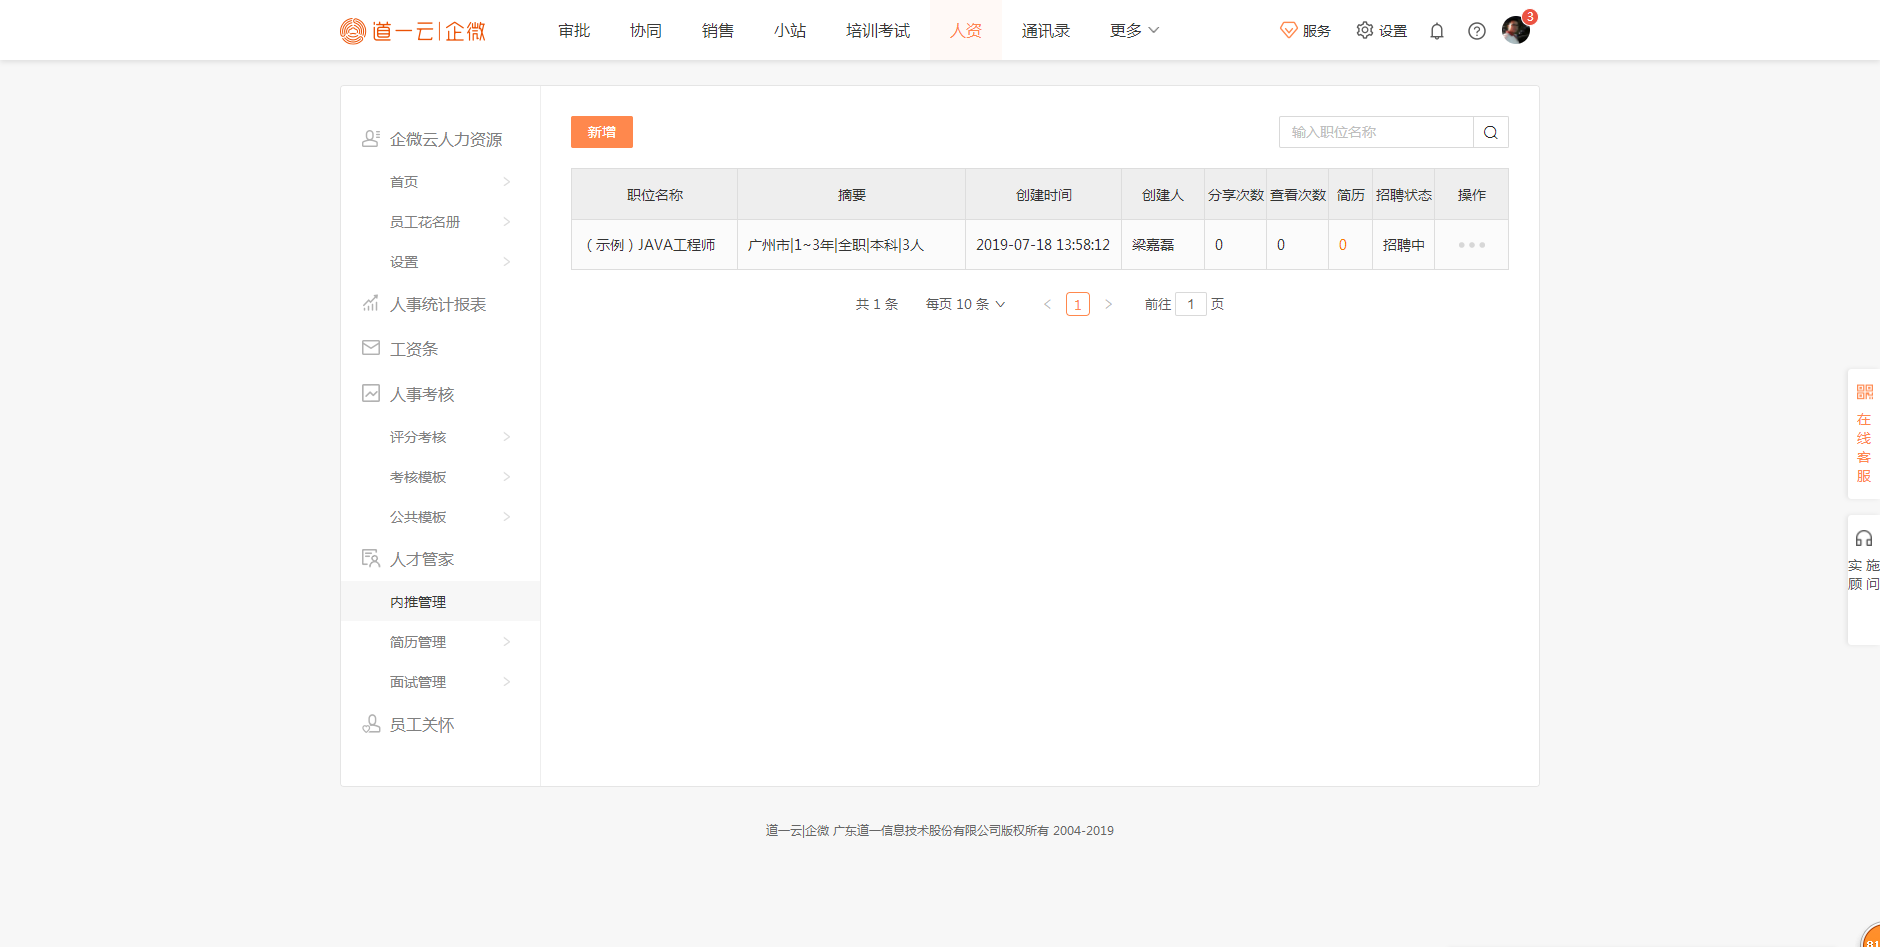 道一云|企微
审批 协同 销售 小站 培训考试 人资 通讯录 更多
服务 设置 3
企微云人力资源
首页
员工花名册
设置
人事统计报表
工资条
人事考核
评分考核
考核模板
公共模板
人才管家
内推管理
简历管理
面试管理
员工关怀
新增 输入职位名称
职位名称 摘要 创建时间 创建人 分享次数 查看次数 简历 招聘状态 操作
（示例）JAVA工程师 广州市|1~3年|全职|本科|3人 2019-07-18 13:58:12 梁嘉磊 0 0 0 招聘中
共 1 条 每页 10 条 < 1 > 前往 1 页
在
线
客
服
实 施
顾 问
道一云|企微 广东道一信息技术股份有限公司版权所有 2004-2019